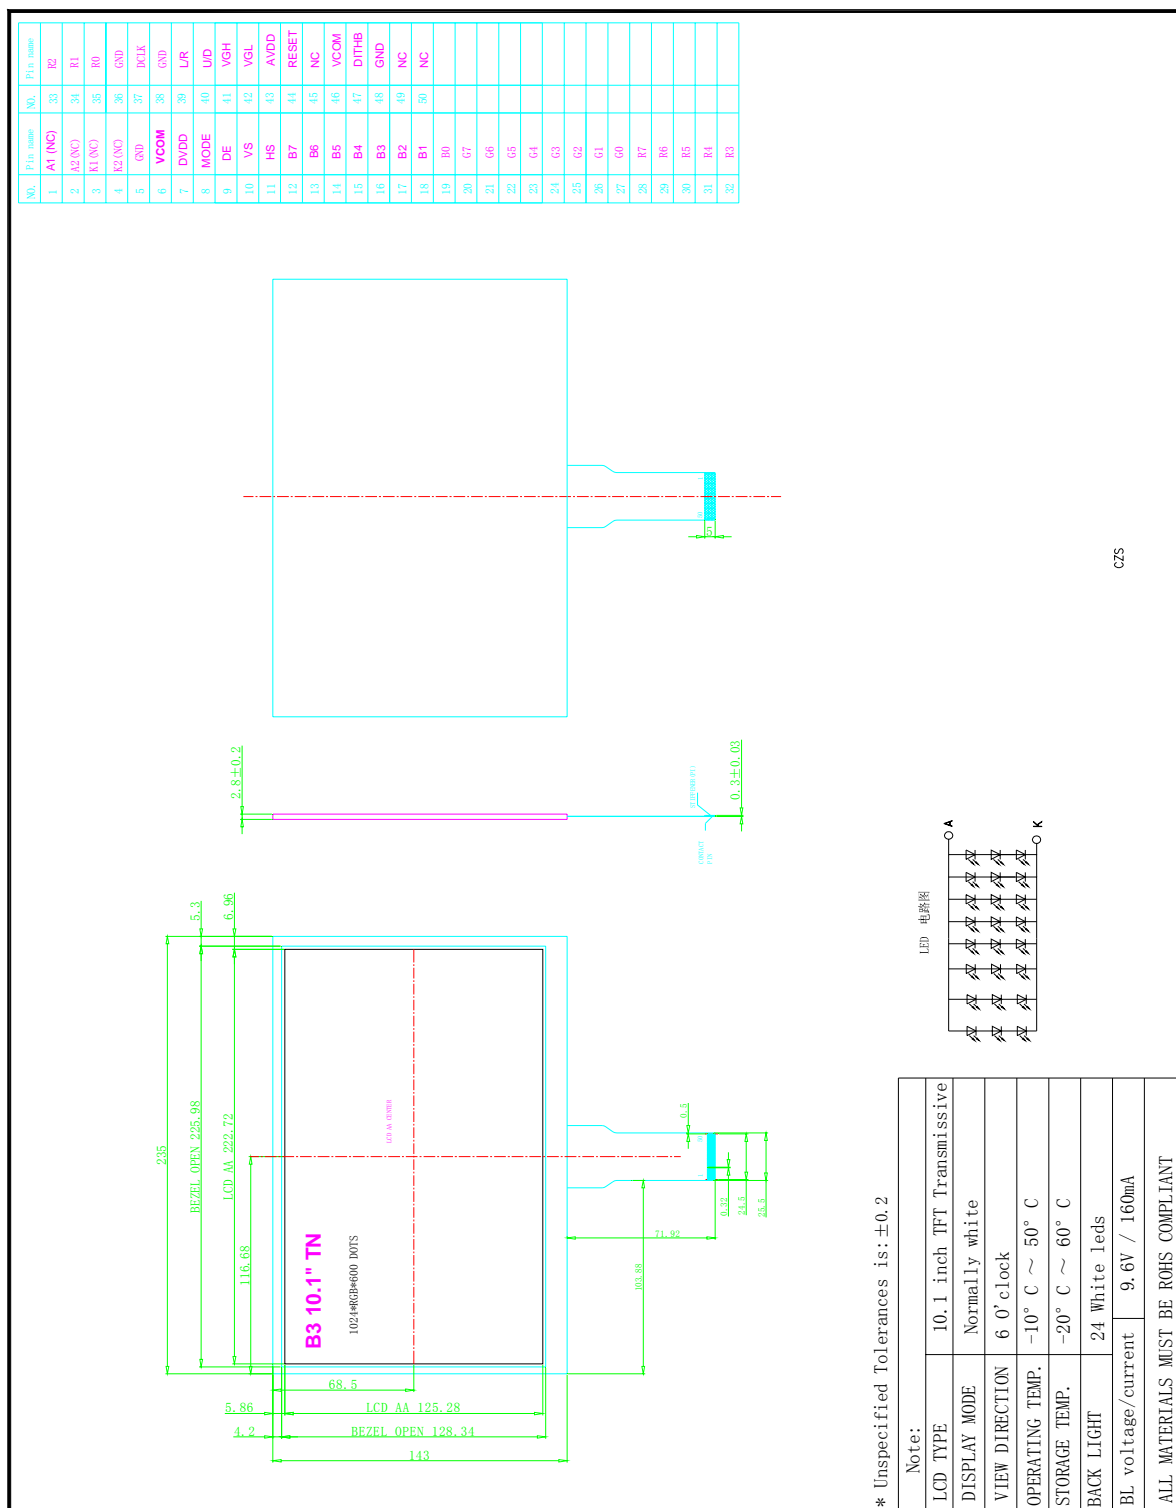 NO. Pin name NO. Pin name
1 A1 (NC) 33 R2
2 A2(NC) 34 R1
3 K1(NC) 35 R0
4 K2(NC) 36 GND
5 GND 37 DCLK
6 VCOM 38 GND
7 DVDD 39 L/R
8 MODE 40 U/D
9 DE 41 VGH
10 VS 42 VGL
11 HS 43 AVDD
12 B7 44 RESET
13 B6 45 NC
14 B5 46 VCOM
15 B4 47 DITHB
16 B3 48 GND
17 B2 49 NC
18 B1 50 NC
19 B0
20 G7
21 G6
22 G5
23 G4
24 G3
25 G2
26 G1
27 G0
28 R7
29 R6
30 R5
31 R4
32 R3
5
2.8±0.2
0.3±0.03
235
BEZEL OPEN 225.98
LCD AA 222.72
116.68
5.3
6.96
LCD AA CENTER
B3 10.1" TN
1024*RGB*600 DOTS
68.5
5.86
LCD AA 125.28
4.2
BEZEL OPEN 128.34
143
0.5
0.32
24.5
25.5
71.92
103.88
CZS
LED 电路图
A
K
* Unspecified Tolerances is: ±0.2
Note:
LCD TYPE 10.1 inch TFT Transmissive
DISPLAY MODE Normally white
VIEW DIRECTION 6 O'clock
OPERATING TEMP. -10° C ～ 50° C
STORAGE TEMP. -20° C ～ 60° C
BACK LIGHT 24 White leds
BL voltage/current 9.6V / 160mA
ALL MATERIALS MUST BE ROHS COMPLIANT